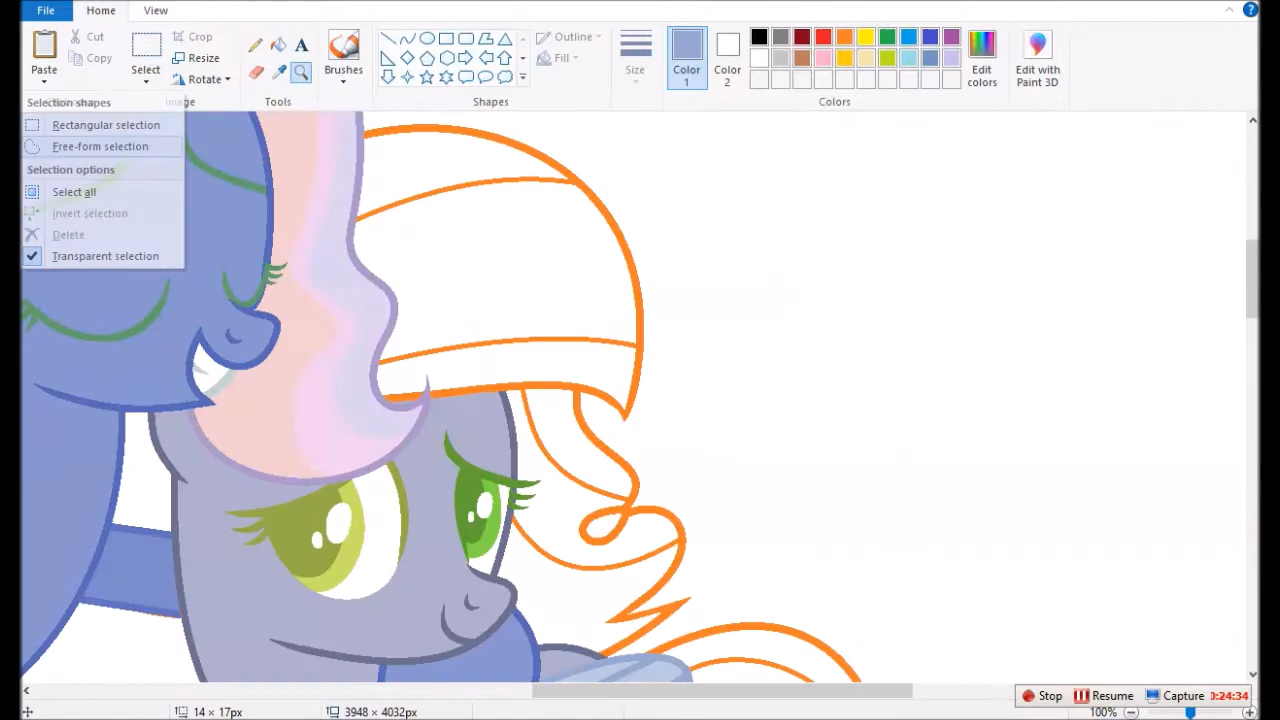 File Home View
Cut Crop Outline
Copy Resize Fill
Paste Select Rotate Brushes Size Color Color Edit Edit with
1 2 colors Paint 3D
Selection shapes Tools Shapes Colors
Rectangular selection
Free-form selection
Selection options
Select all
Invert selection
Delete
Transparent selection
Stop Resume Capture 0:24:34
14 × 17px 3948 × 4032px 100%